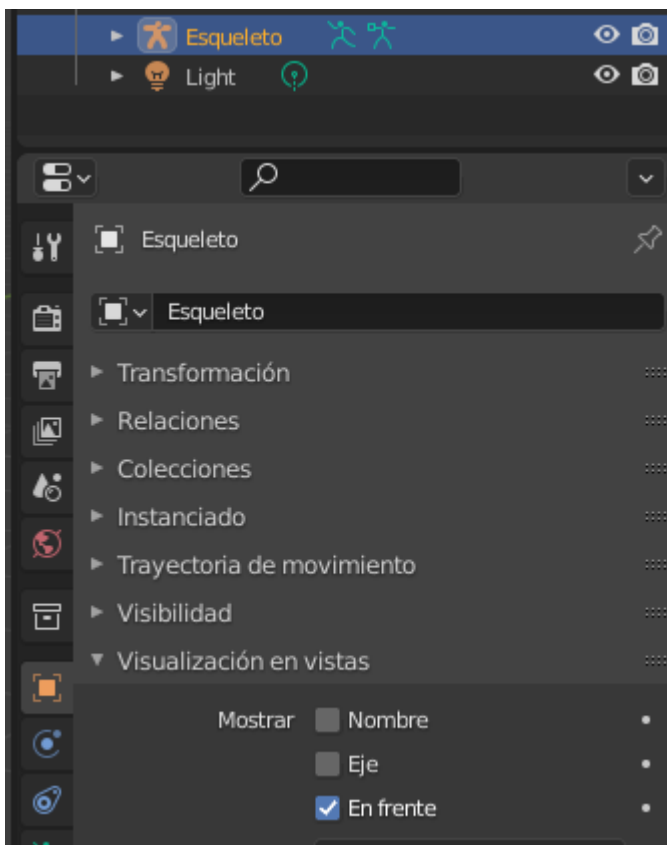 Esqueleto
Light
Esqueleto
Esqueleto
Transformación
Relaciones
Colecciones
Instanciado
Trayectoria de movimiento
Visibilidad
Visualización en vistas
Mostrar Nombre
Eje
En frente